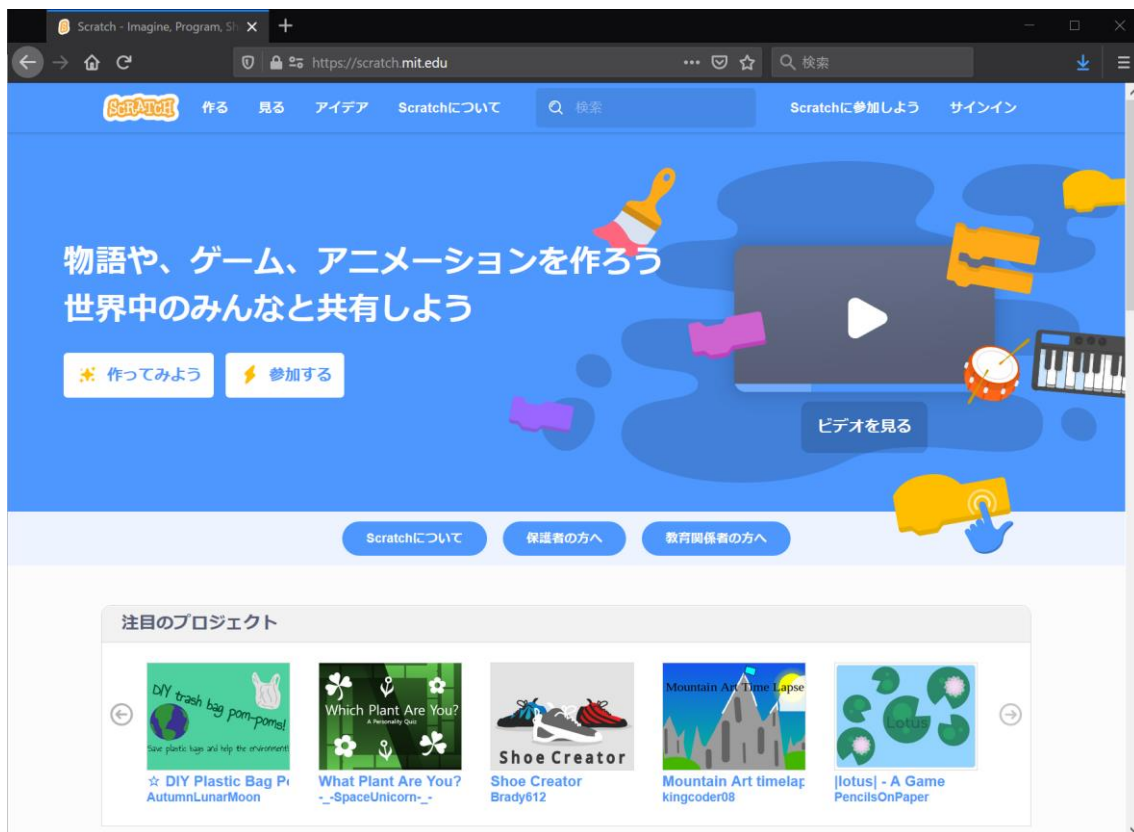 Scratch - Imagine, Program, Sh
https://scratch.mit.edu
検索
SCRATCH 作る 見る アイデア Scratchについて 検索 Scratchに参加しよう サインイン
物語や、ゲーム、アニメーションを作ろう
世界中のみんなと共有しよう
作ってみよう 参加する
ビデオを見る
Scratchについて 保護者の方へ 教育関係者の方へ
注目のプロジェクト
DIY trash bag pom-poms!
Save plastic bags and help the environment!
Which Plant Are You?
A Personality Quiz
Shoe Creator
Mountain Art Time Lapse
Lotus
☆ DIY Plastic Bag Po
AutumnLunarMoon
What Plant Are You?
-_-SpaceUnicorn-_-
Shoe Creator
Brady612
Mountain Art timelap
kingcoder08
|lotus| - A Game
PencilsOnPaper